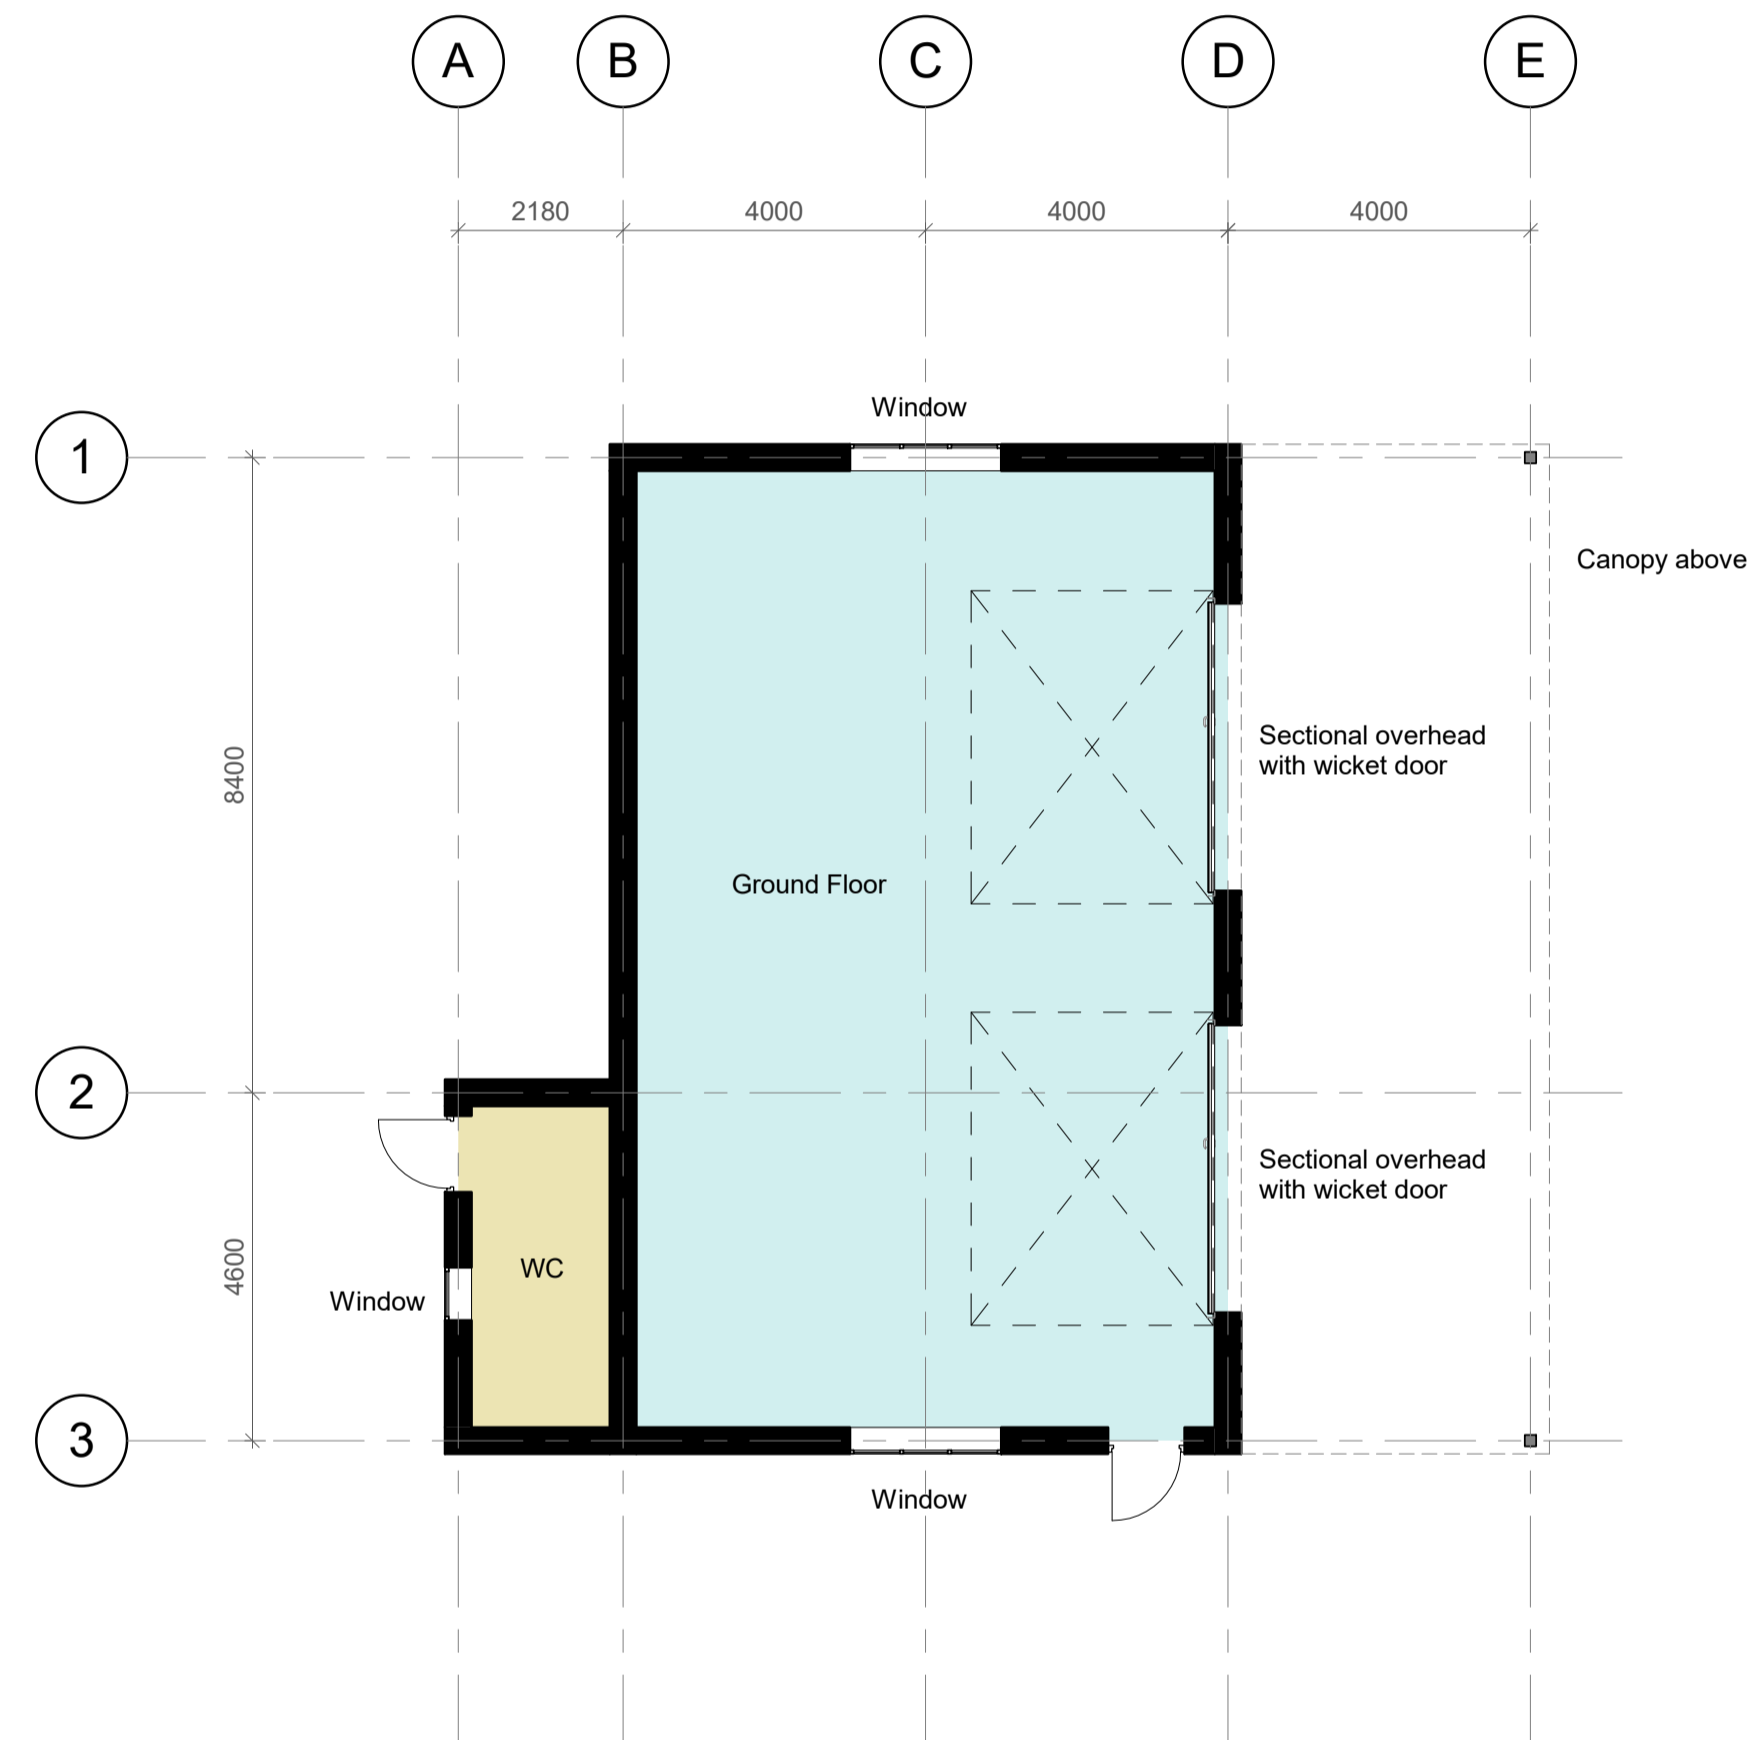 A
B
C
D
E
2180
4000
4000
4000
Window
1
Canopy above
Sectional overhead
with wicket door
8400
Ground Floor
2
Sectional overhead
with wicket door
4600
WC
Window
3
Window